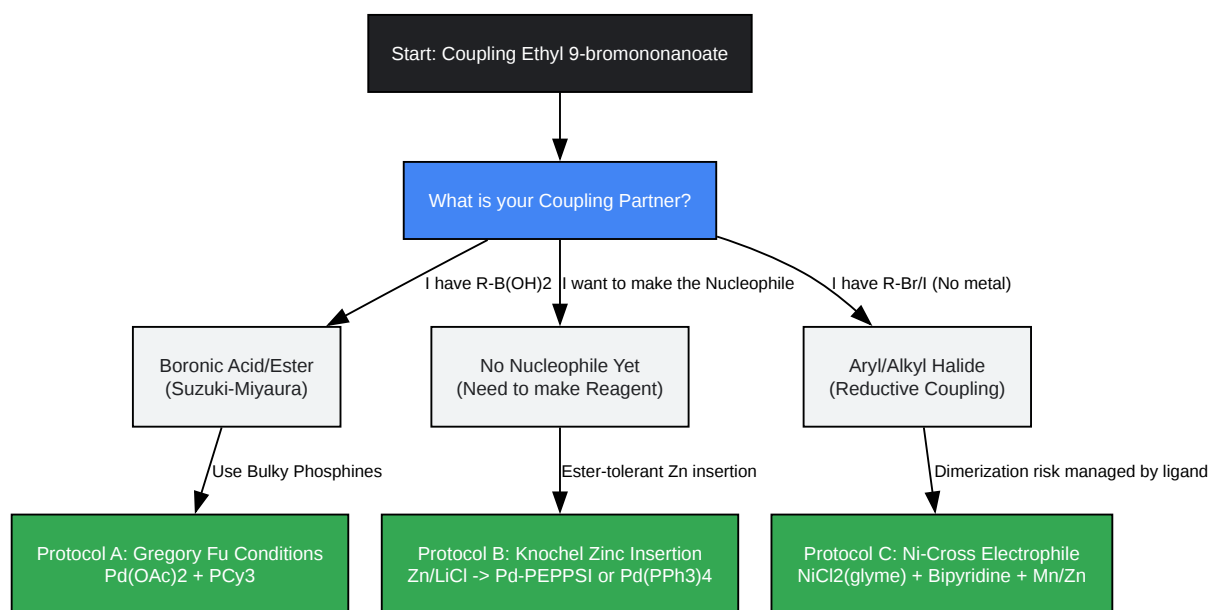 Start: Coupling Ethyl 9-bromononanoate
What is your Coupling Partner?
I have R-B(OH)2
I want to make the Nucleophile
I have R-Br/I (No metal)
Boronic Acid/Ester
(Suzuki-Miyaura)
No Nucleophile Yet
(Need to make Reagent)
Aryl/Alkyl Halide
(Reductive Coupling)
Use Bulky Phosphines
Ester-tolerant Zn insertion
Dimerization risk managed by ligand
Protocol A: Gregory Fu Conditions
Pd(OAc)2 + PCy3
Protocol B: Knochel Zinc Insertion
Zn/LiCl -> Pd-PEPPSI or Pd(PPh3)4
Protocol C: Ni-Cross Electrophile
NiCl2(glyme) + Bipyridine + Mn/Zn